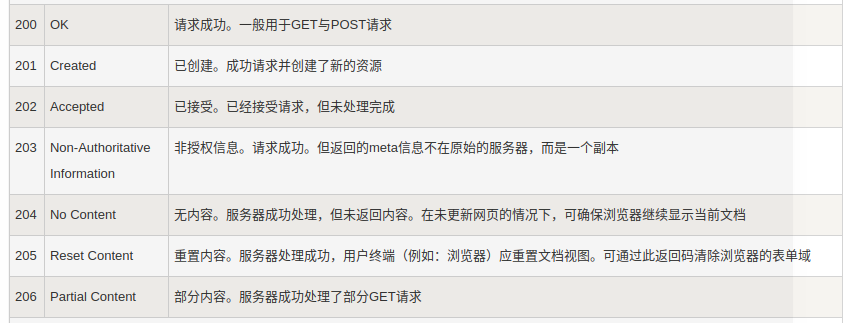 200 OK 请求成功。一般用于GET与POST请求
201 Created 已创建。成功请求并创建了新的资源
202 Accepted 已接受。已经接受请求，但未处理完成
203 Non-Authoritative 非授权信息。请求成功。但返回的meta信息不在原始的服务器，而是一个副本
Information
204 No Content 无内容。服务器成功处理，但未返回内容。在未更新网页的情况下，可确保浏览器继续显示当前文档
205 Reset Content 重置内容。服务器处理成功，用户终端（例如：浏览器）应重置文档视图。可通过此返回码清除浏览器的表单域
206 Partial Content 部分内容。服务器成功处理了部分GET请求